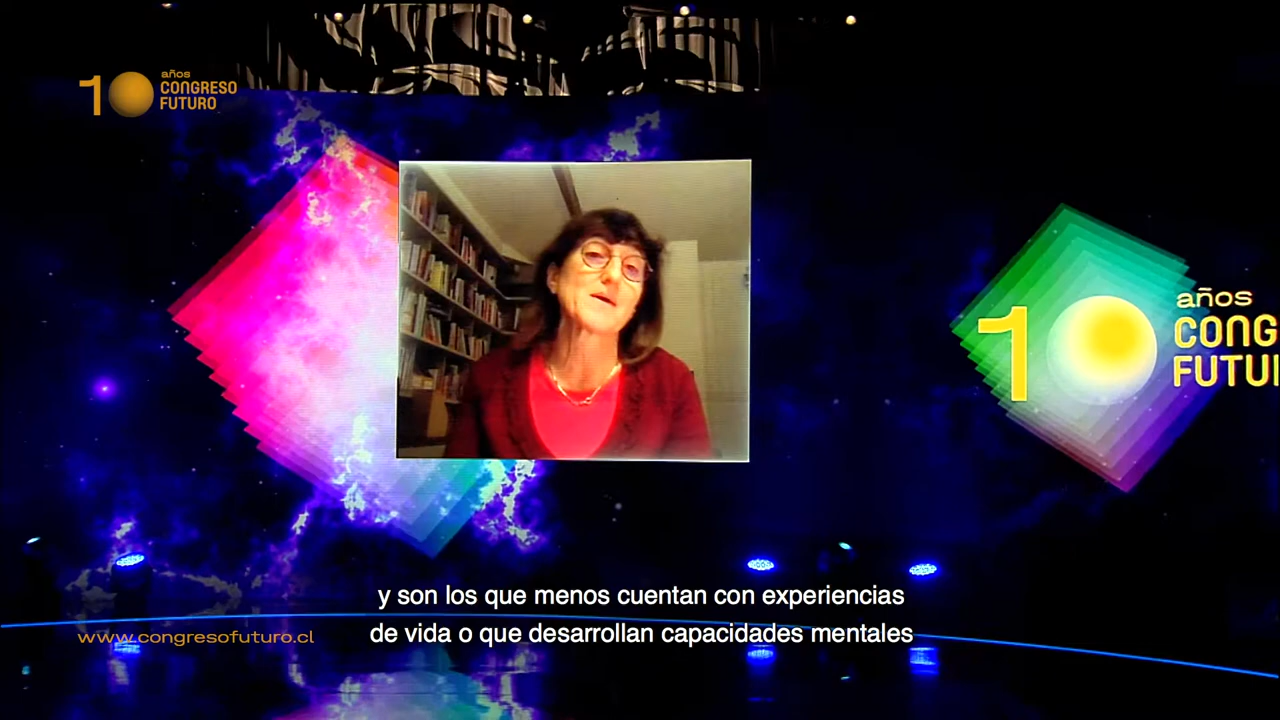 10 años
CONGRESO
FUTURO
10 años
CONG
FUTU
y son los que menos cuentan con experiencias
de vida o que desarrollan capacidades mentales
www.congresofuturo.cl